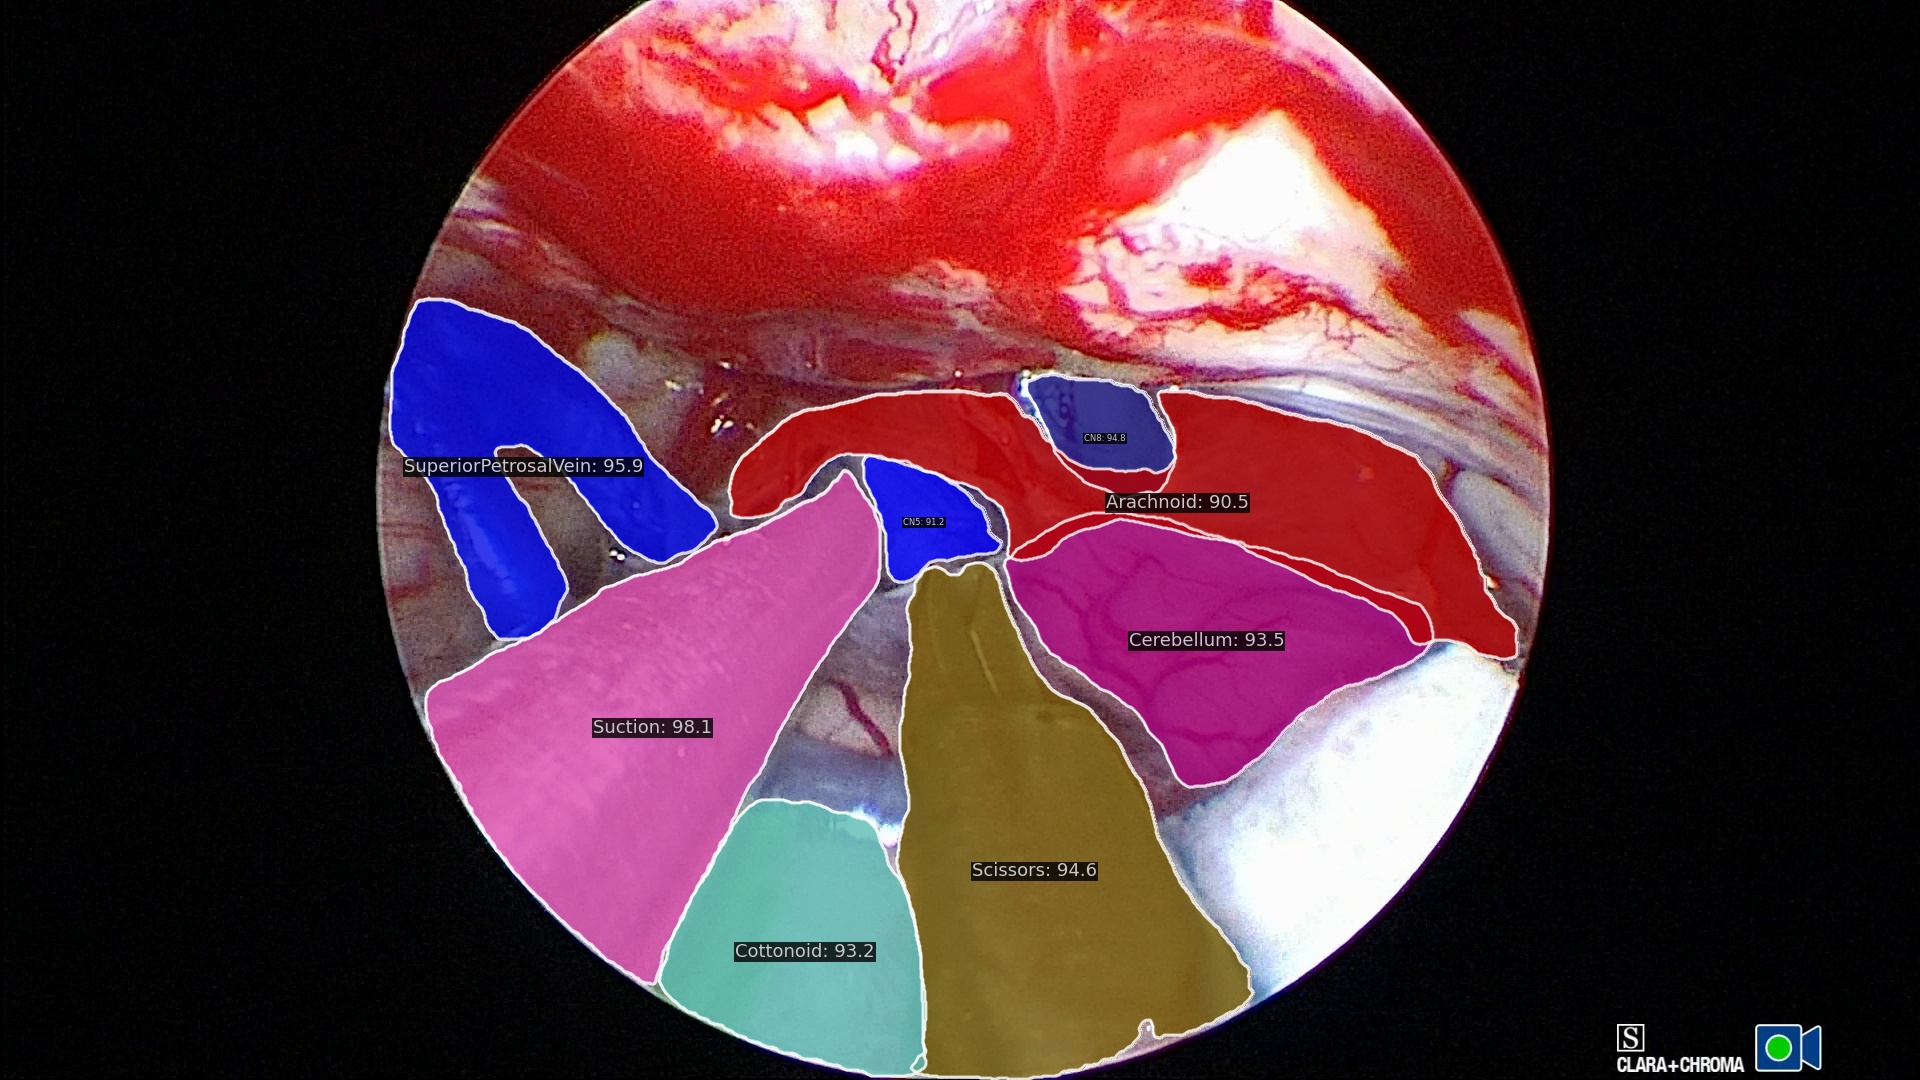 CN8: 94.8
SuperiorPetrosalVein: 95.9
Arachnoid: 90.5
CN5: 91.2
Cerebellum: 93.5
Suction: 98.1
Scissors: 94.6
Cottonoid: 93.2
S
CLARA+CHROMA